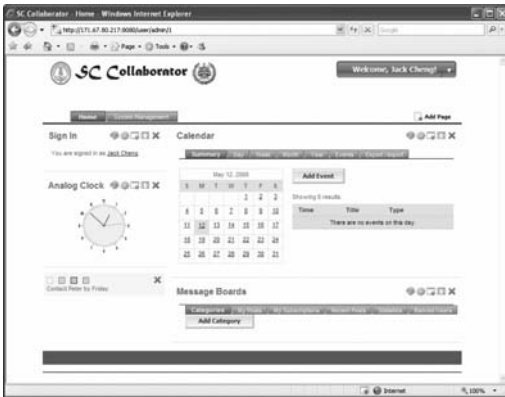 SC Collaborator - Home - Windows Internet Explorer
http://171.67.80.217:8080/user/admin/1
Google
Page
Tools
SC Collaborator
Welcome, Jack Cheng!
Home
System Management
Add Page
Sign In
You are signed in as Jack Cheng.
Calendar
Summary Day Week Month Year Events Export / Import
May 12, 2008
S M T W T F S
1 2 3
4 5 6 7 8 9 10
11 12 13 14 15 16 17
18 19 20 21 22 23 24
25 26 27 28 29 30 31
Add Event
Showing 0 results.
Time Title Type
There are no events on this day.
Analog Clock
Contact Peter by Friday
Message Boards
Categories My Posts My Subscriptions Recent Posts Statistics Banned Users
Add Category
Internet
100%